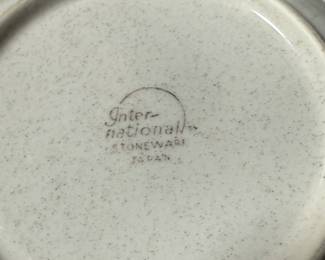 Inter-
national
STONEWARE
JAPAN